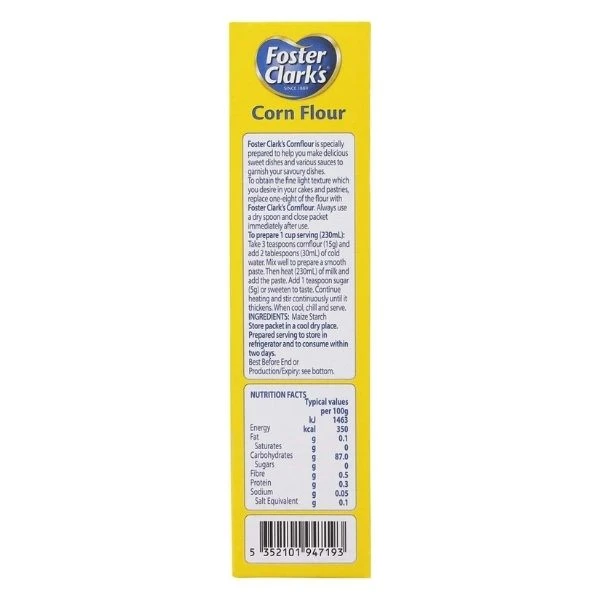 Foster
Clark's
SINCE 1889
Corn Flour
Foster Clark's Cornflour is specially
prepared to help you make delicious
sweet dishes and various sauces to
garnish your savoury dishes.
To obtain the fine light texture which
you desire in your cakes and pastries,
replace one-eight of the flour with
Foster Clark's Cornflour. Always use
a dry spoon and close packet
immediately after use.
To prepare 1 cup serving (230mL):
Take 3 teaspoons cornflour (15g) and
add 2 tablespoons (30mL) of cold
water. Mix well to prepare a smooth
paste. Then heat (230mL) of milk and
add the paste. Add 1 teaspoon sugar
(5g) or sweeten to taste. Continue
heating and stir continuously until it
thickens. When cool, chill and serve.
INGREDIENTS: Maize Starch
Store packet in a cool dry place.
Prepared serving to store in
refrigerator and to consume within
two days.
Best Before End or
Production/Expiry: see bottom.
NUTRITION FACTS
Typical values
per 100g
kJ 1463
Energy kcal 350
Fat g 0.1
Saturates g 0
Carbohydrates g 87.0
Sugars g 0
Fibre g 0.5
Protein g 0.3
Sodium g 0.05
Salt Equivalent g 0.1
5 352101 947193